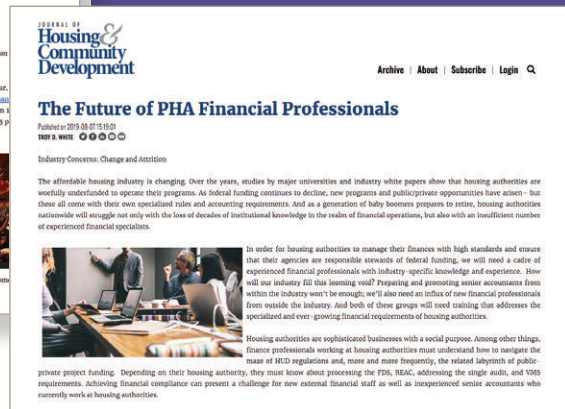 JOURNAL OF
Housing &
Community
Development
Archive | About | Subscribe | Login
The Future of PHA Financial Professionals
Published on 2019-06-07 15:19:01
TROY D. WHITE
Industry Concerns: Change and Attrition
The affordable housing industry is changing. Over the years, studies by major universities and industry white papers show that housing authorities are
woefully underfunded to operate their programs. As federal funding continues to decline, new programs and public/private opportunities have arisen– but
these all come with their own specialized rules and accounting requirements. And as a generation of baby boomers prepares to retire, housing authorities
nationwide will struggle not only with the loss of decades of institutional knowledge in the realm of financial operations, but also with an insufficient number
of experienced financial specialists.
In order for housing authorities to manage their finances with high standards and ensure
that their agencies are responsible stewards of federal funding, we will need a cadre of
experienced financial professionals with industry-specific knowledge and experience. How
will our industry fill this looming void? Preparing and promoting senior accountants from
within the industry won't be enough; we'll also need an influx of new financial professionals
from outside the industry. And both of these groups will need training that addresses the
specialized and ever-growing financial requirements of housing authorities.
Housing authorities are sophisticated businesses with a social purpose. Among other things,
finance professionals working at housing authorities must understand how to navigate the
maze of HUD regulations and, more and more frequently, the related labyrinth of public-
private project funding. Depending on their housing authority, they must know about processing the FDS, REAC, addressing the single audit, and VMS
requirements. Achieving financial compliance can present a challenge for new external financial staff as well as inexperienced senior accountants who
currently work at housing authorities.